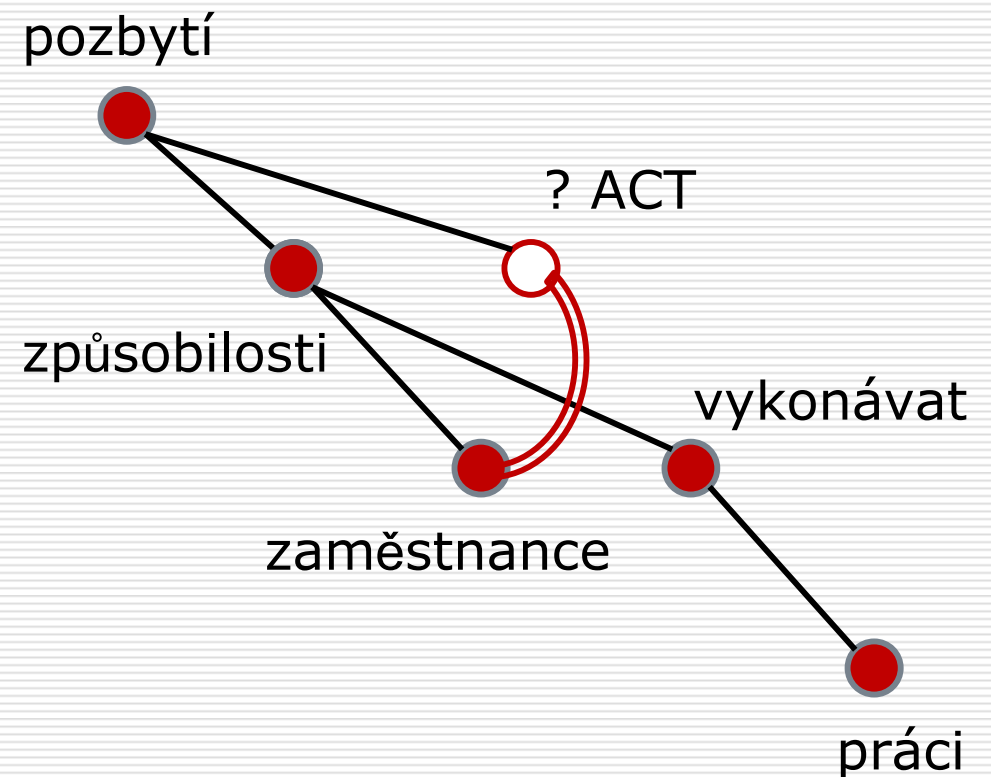 pozbytí
? ACT
způsobilosti
vykonávat
zaměstnance
práci